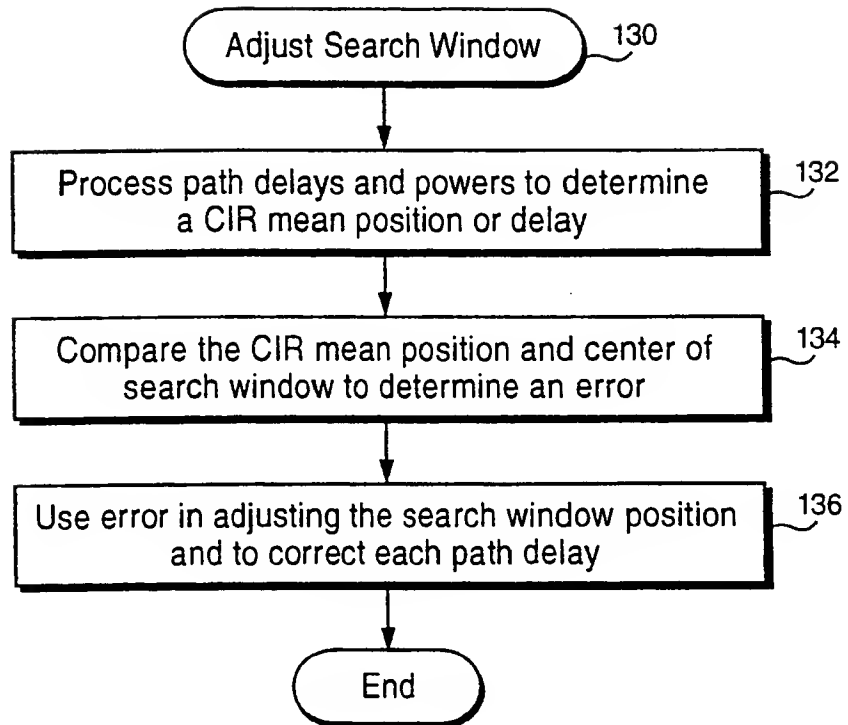 Adjust Search Window
130
Process path delays and powers to determine
a CIR mean position or delay
132
Compare the CIR mean position and center of
search window to determine an error
134
Use error in adjusting the search window position
and to correct each path delay
136
End